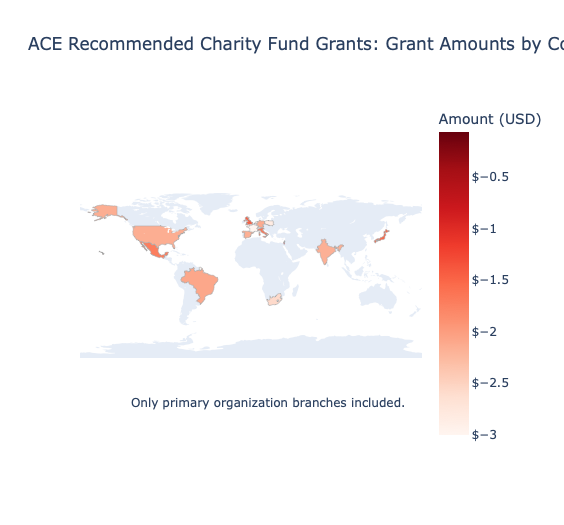 ACE Recommended Charity Fund Grants: Grant Amounts by
Amount (USD)
$−0.5
$−1
$−1.5
$−2
$−2.5
$−3
Only primary organization branches included.